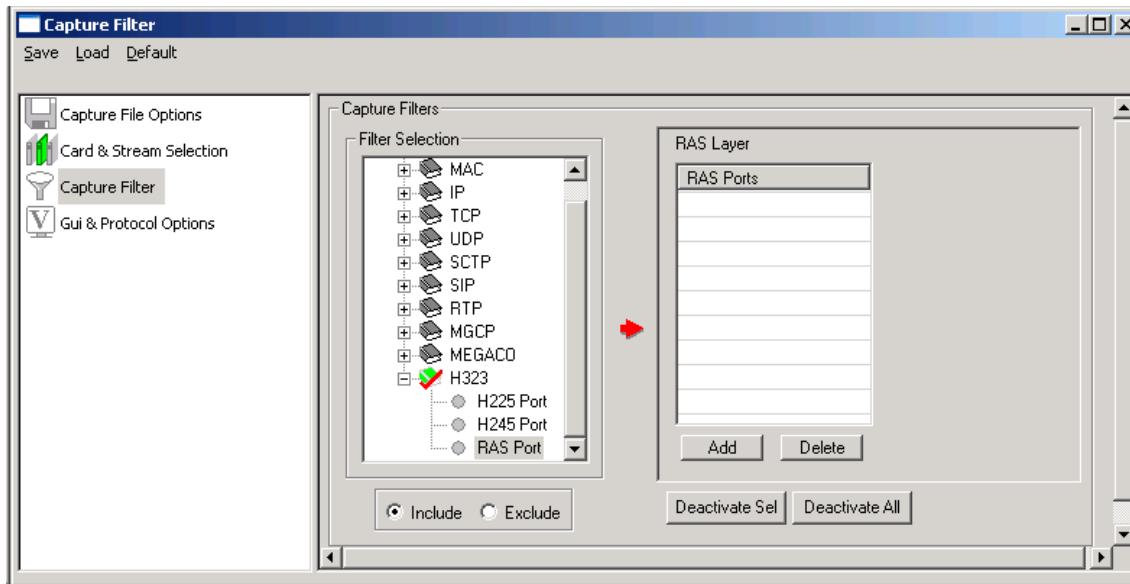 Capture Filter
Save Load Default
Capture File Options
Card & Stream Selection
Capture Filter
Gui & Protocol Options
Capture Filters
Filter Selection
MAC
IP
TCP
UDP
SCTP
SIP
RTP
MGCP
MEGACO
H323
H225 Port
H245 Port
RAS Port
Include Exclude
RAS Layer
RAS Ports
Add Delete
Deactivate Sel Deactivate All